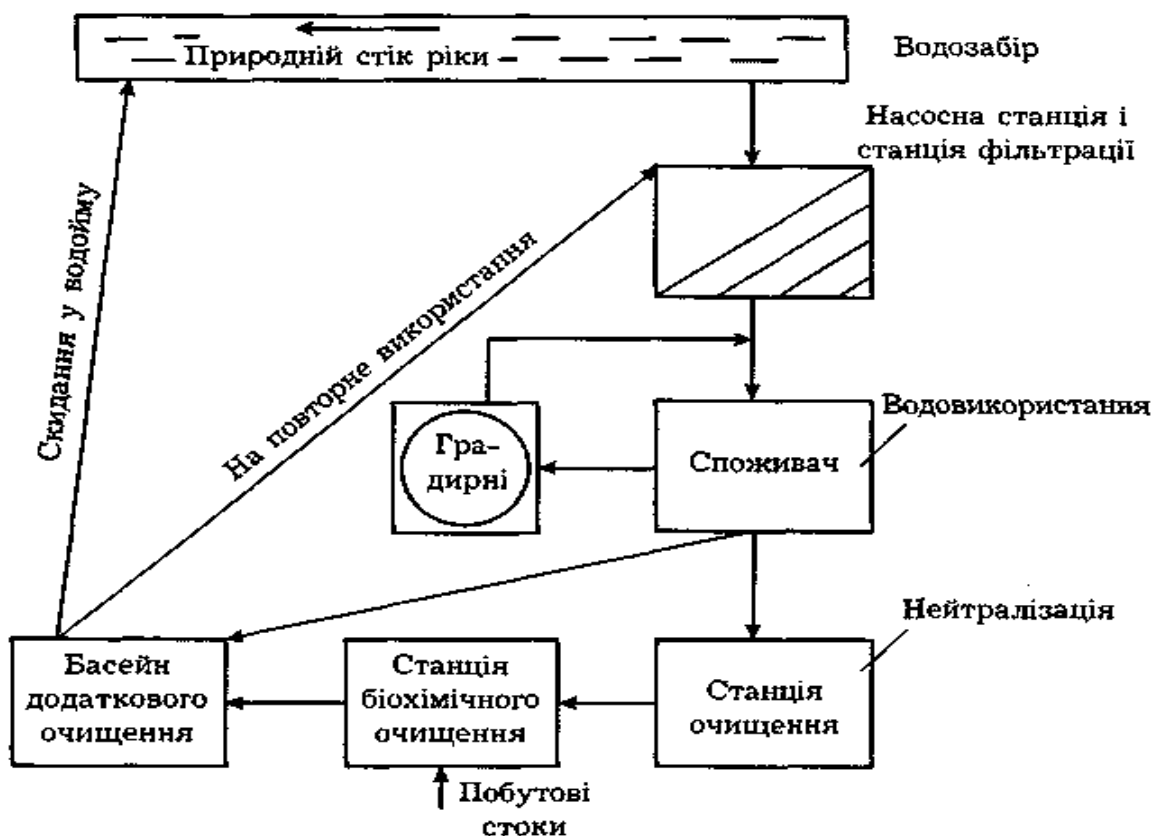 Природній стік ріки
Водозабір
Насосна станція і
станція фільтрації
Скидання у водойму
На повторне використання
Гра-
дирні
Споживач
Водовикористання
Нейтралізація
Басейн
додаткового
очищення
Станція
біохімічного
очищення
Станція
очищення
Побутові
стоки